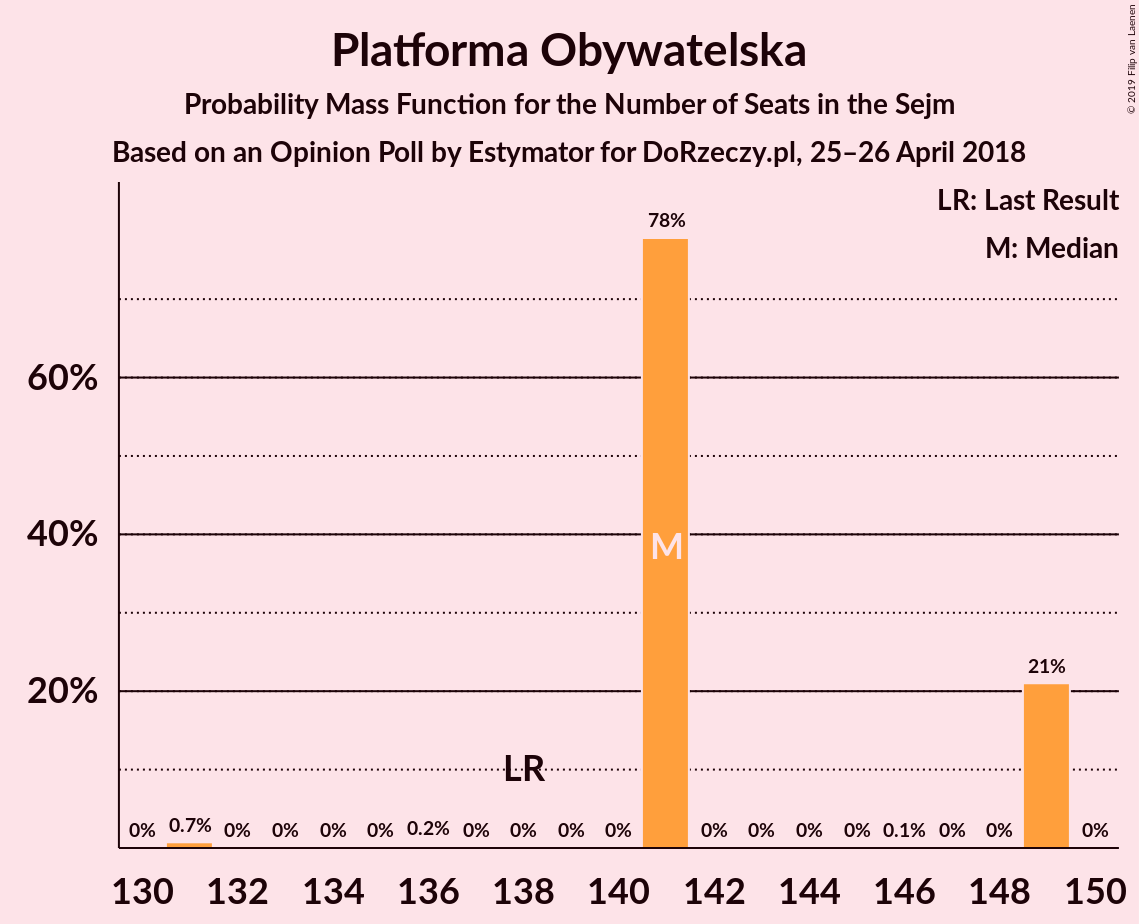 Platforma Obywatelska
Probability Mass Function for the Number of Seats in the Sejm
Based on an Opinion Poll by Estymator for DoRzeczy.pl, 25–26 April 2018
© 2019 Filip van Laenen
LR: Last Result
M: Median
78%
60%
40%
M
21%
20%
LR
0% 0.7% 0% 0% 0% 0% 0.2% 0% 0% 0% 0% 0% 0% 0% 0% 0.1% 0% 0% 0%
130 132 134 136 138 140 142 144 146 148 150